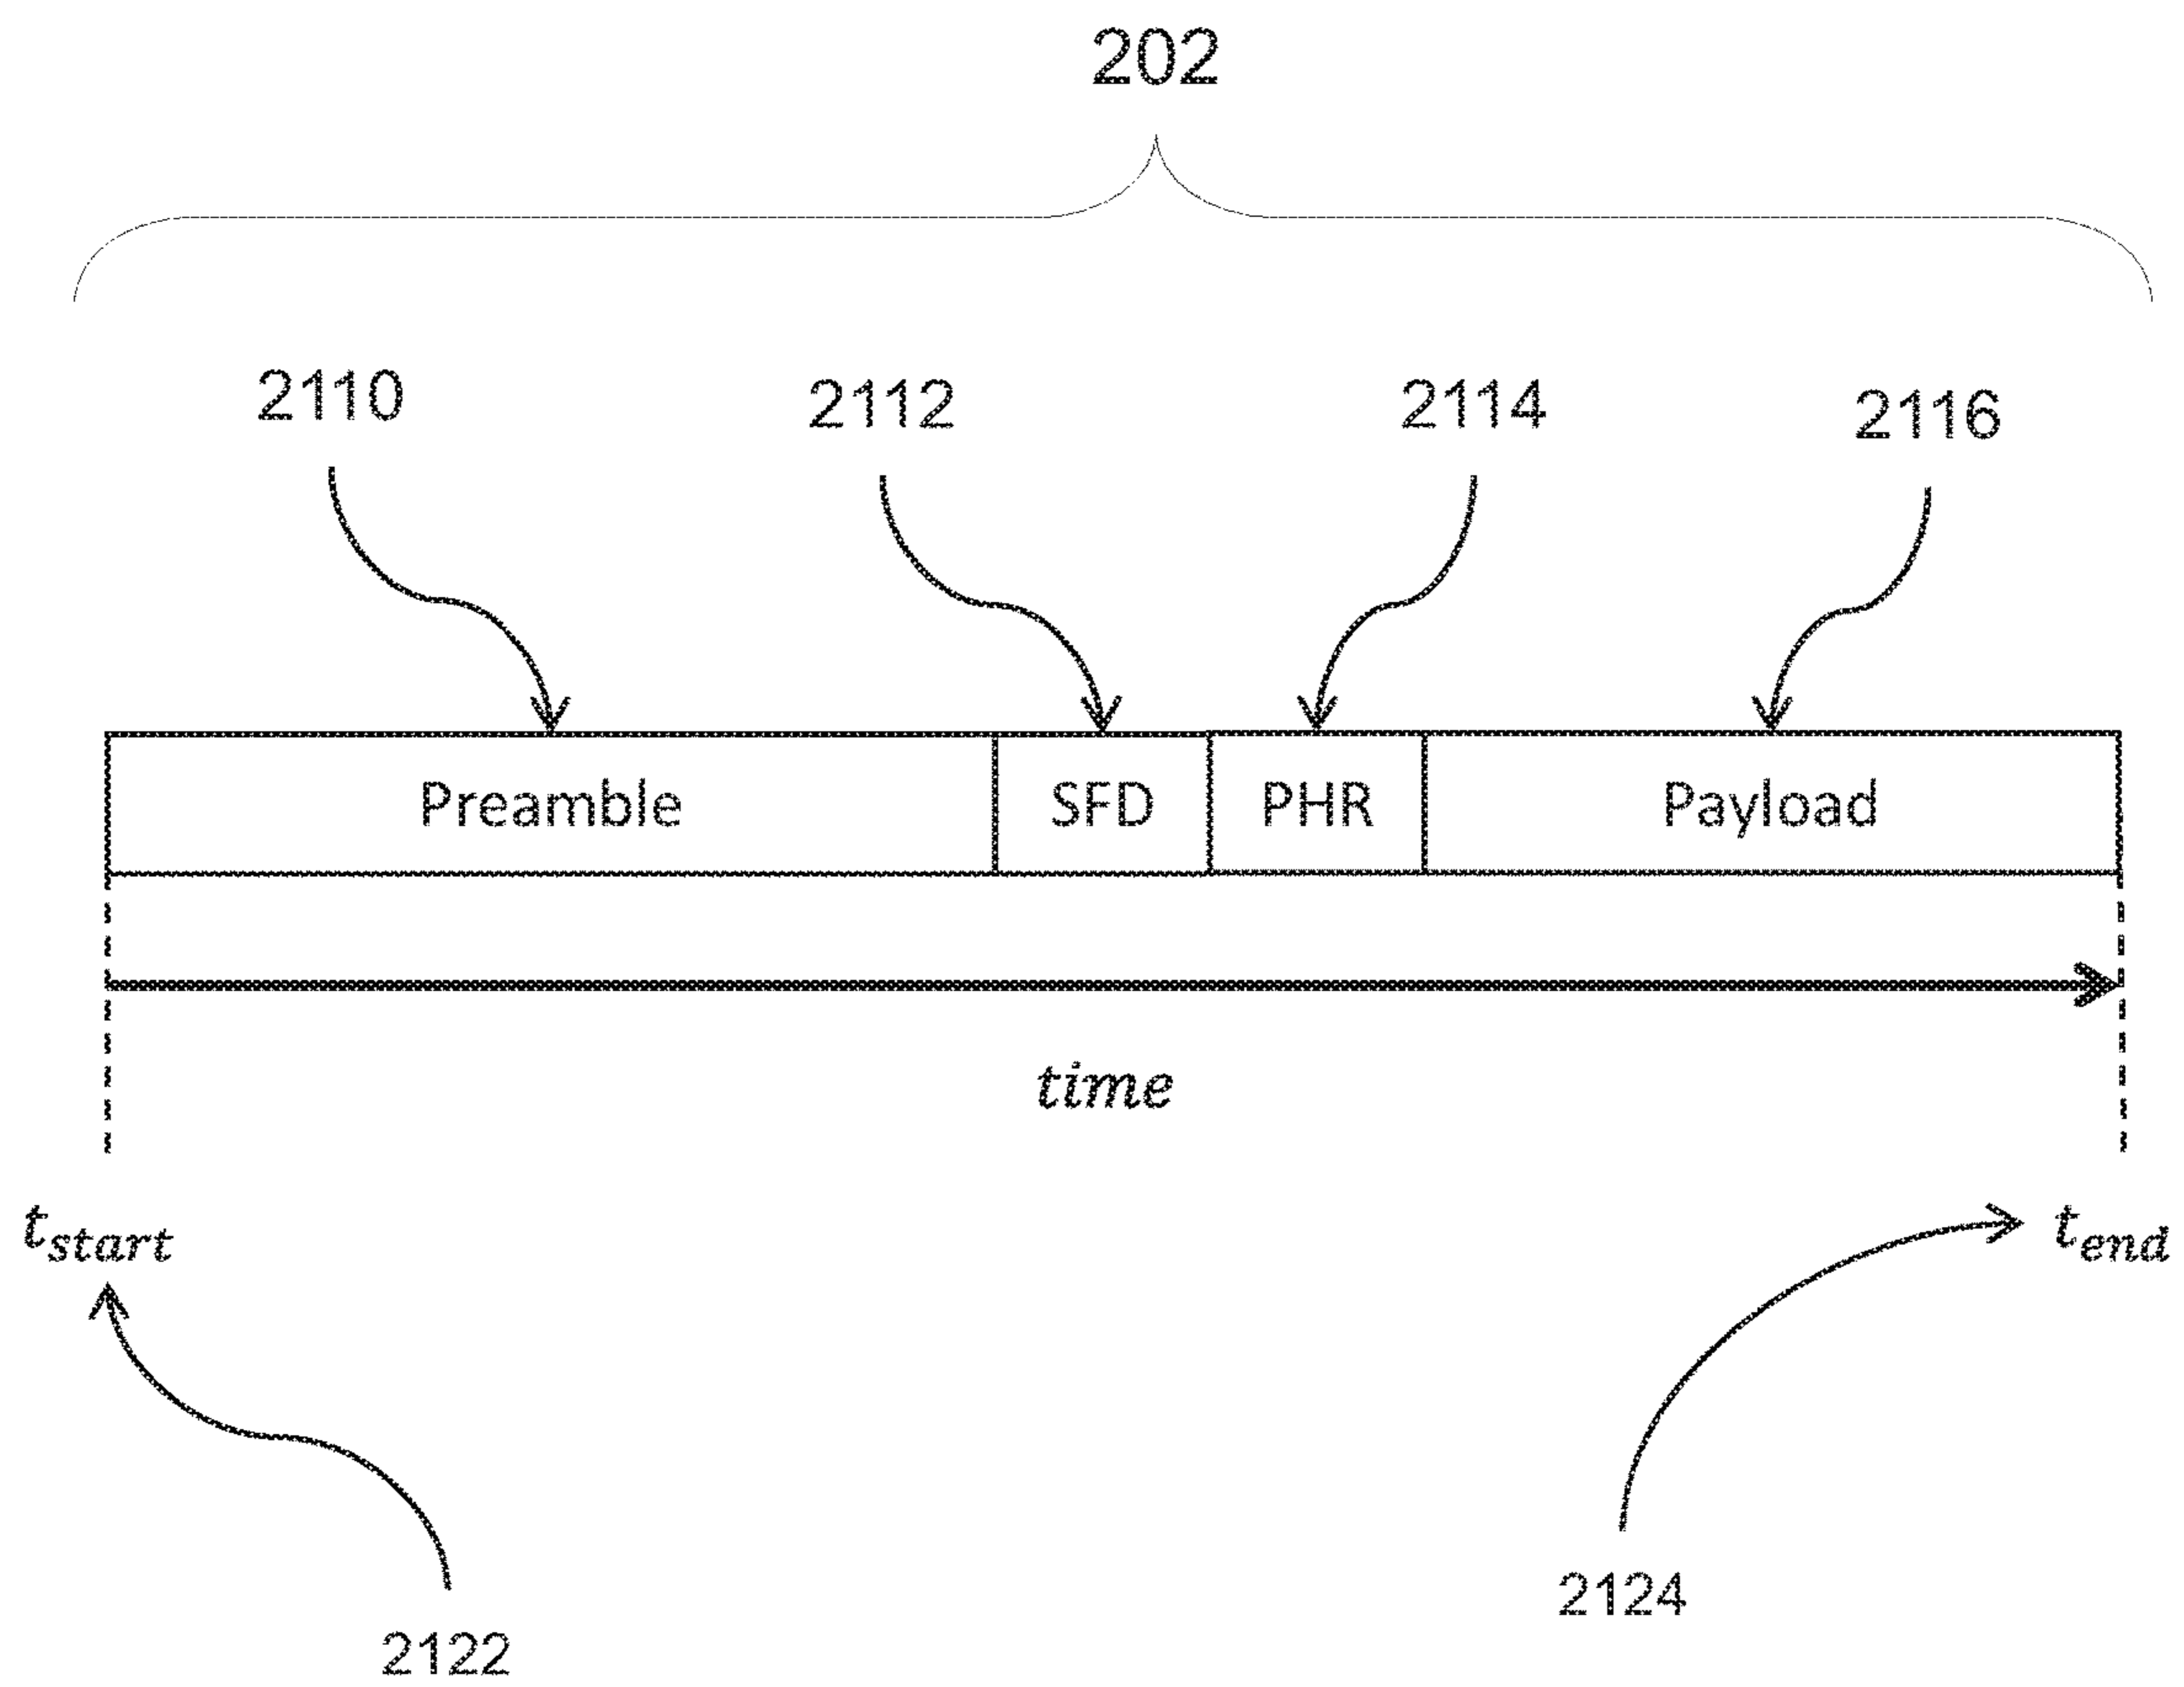 202
2110 2112 2114 2116
Preamble SFD PHR Payload
time
t_start t_end
2124
2122